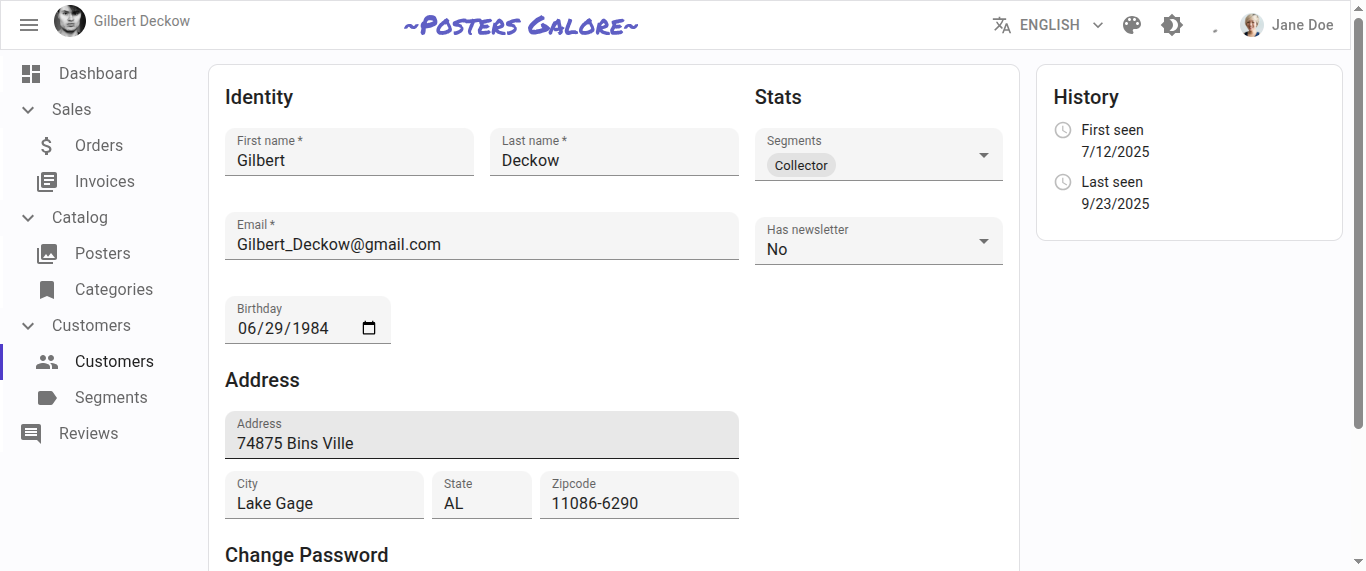 Gilbert Deckow
~Posters Galore~
ENGLISH
Jane Doe
Dashboard
Sales
Orders
Invoices
Catalog
Posters
Categories
Customers
Customers
Segments
Reviews
Identity
First name *
Gilbert
Last name *
Deckow
Email *
Gilbert_Deckow@gmail.com
Birthday
06/29/1984
Address
Address
74875 Bins Ville
City
Lake Gage
State
AL
Zipcode
11086-6290
Change Password
Stats
Segments
Collector
Has newsletter
No
History
First seen
7/12/2025
Last seen
9/23/2025